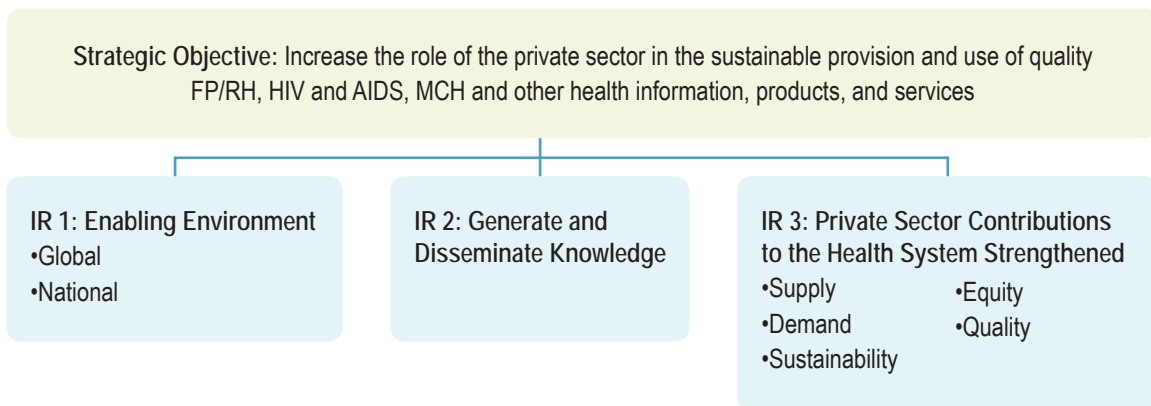 Strategic Objective: Increase the role of the private sector in the sustainable provision and use of quality
FP/RH, HIV and AIDS, MCH and other health information, products, and services
IR 1: Enabling Environment
•Global
•National
IR 2: Generate and
Disseminate Knowledge
IR 3: Private Sector Contributions
to the Health System Strengthened
•Supply
•Demand
•Sustainability
•Equity
•Quality